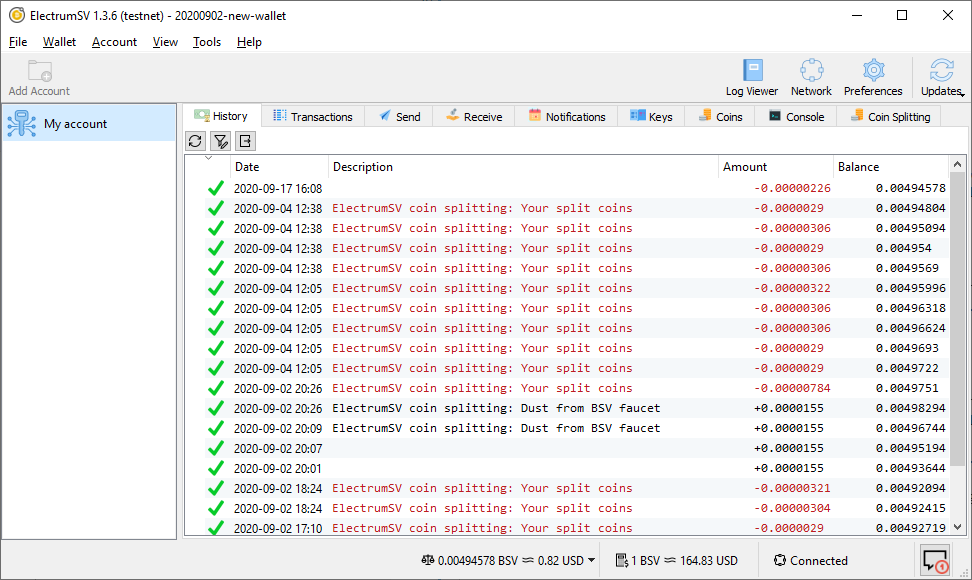 ElectrumSV 1.3.6 (testnet) - 20200902-new-wallet
File Wallet Account View Tools Help
Add Account Log Viewer Network Preferences Updates
My account
History Transactions Send Receive Notifications Keys Coins Console Coin Splitting
Date Description Amount Balance
2020-09-17 16:08 -0.00000226 0.00494578
2020-09-04 12:38 ElectrumSV coin splitting: Your split coins -0.0000029 0.00494804
2020-09-04 12:38 ElectrumSV coin splitting: Your split coins -0.00000306 0.00495094
2020-09-04 12:38 ElectrumSV coin splitting: Your split coins -0.0000029 0.004954
2020-09-04 12:38 ElectrumSV coin splitting: Your split coins -0.00000306 0.0049569
2020-09-04 12:05 ElectrumSV coin splitting: Your split coins -0.00000322 0.00495996
2020-09-04 12:05 ElectrumSV coin splitting: Your split coins -0.00000306 0.00496318
2020-09-04 12:05 ElectrumSV coin splitting: Your split coins -0.00000306 0.00496624
2020-09-04 12:05 ElectrumSV coin splitting: Your split coins -0.0000029 0.0049693
2020-09-04 12:05 ElectrumSV coin splitting: Your split coins -0.0000029 0.0049722
2020-09-02 20:26 ElectrumSV coin splitting: Your split coins -0.00000784 0.0049751
2020-09-02 20:26 ElectrumSV coin splitting: Dust from BSV faucet +0.0000155 0.00498294
2020-09-02 20:09 ElectrumSV coin splitting: Dust from BSV faucet +0.0000155 0.00496744
2020-09-02 20:07 +0.0000155 0.00495194
2020-09-02 20:01 +0.0000155 0.00493644
2020-09-02 18:24 ElectrumSV coin splitting: Your split coins -0.00000321 0.00492094
2020-09-02 18:24 ElectrumSV coin splitting: Your split coins -0.00000304 0.00492415
2020-09-02 17:10 ElectrumSV coin splitting: Your split coins -0.0000029 0.00492719
0.00494578 BSV ≈ 0.82 USD 1 BSV ≈ 164.83 USD Connected 1